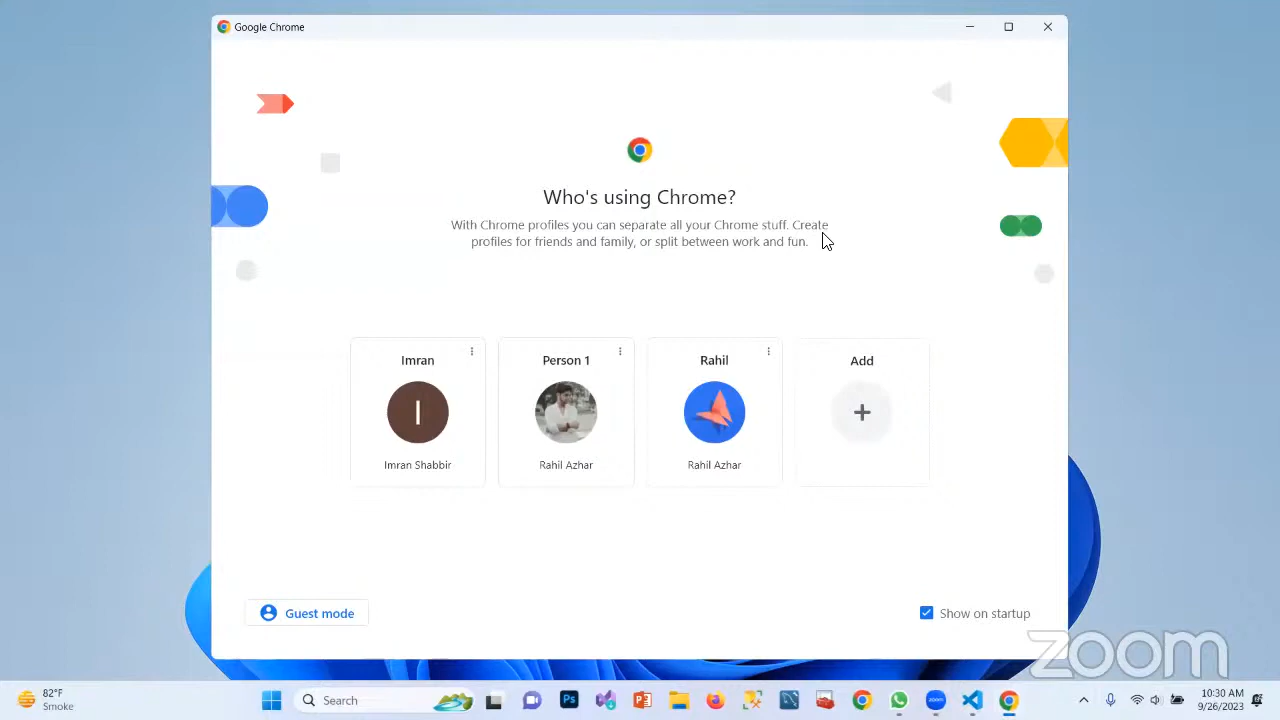 Google Chrome
Who's using Chrome?
With Chrome profiles you can separate all your Chrome stuff. Create
profiles for friends and family, or split between work and fun.
Imran
Person 1
Rahil
Add
I
Imran Shabbir
Rahil Azhar
Rahil Azhar
Guest mode
Show on startup
zoom
82°F
Smoke
Search
Ps
P
zoom
10:30 AM
9/26/2023